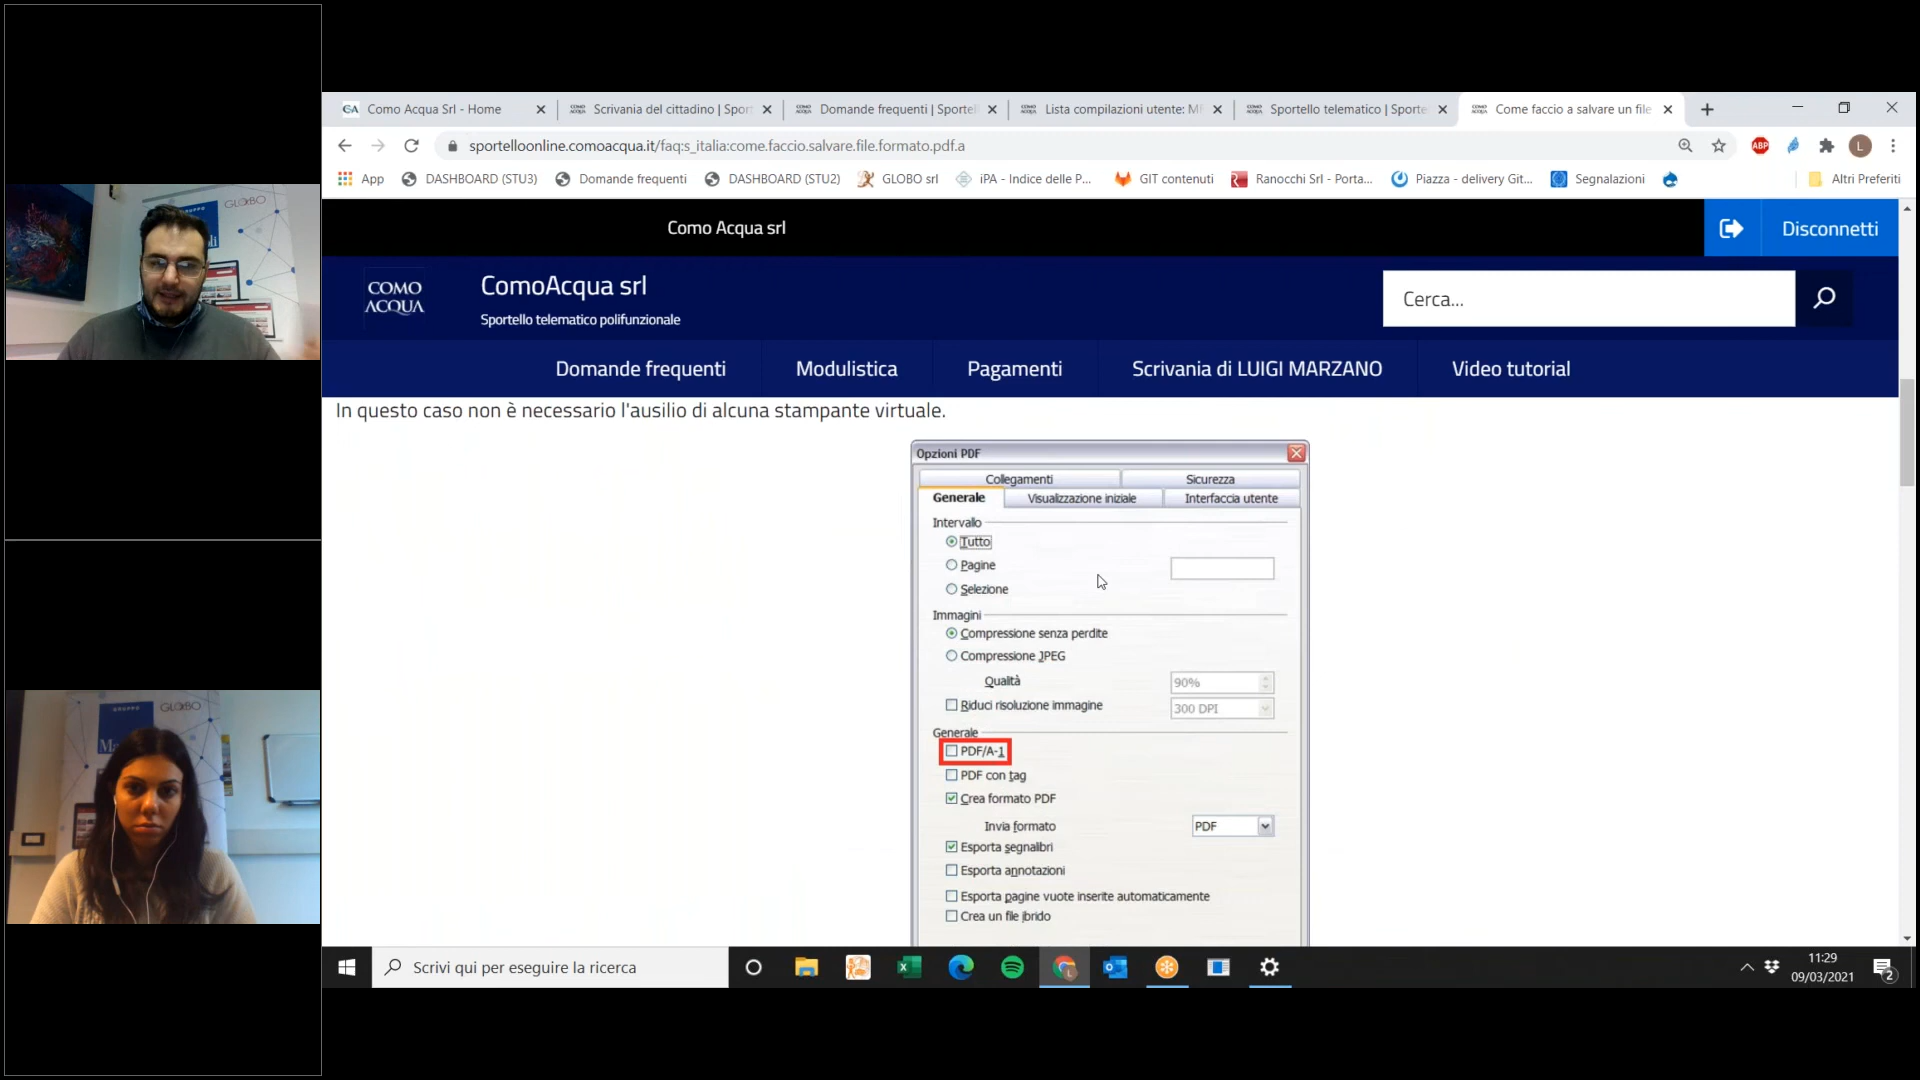 GLOBO
GRUPPO
GLOBO
Como Acqua Srl - Home
Scrivania del cittadino | Sport
Domande frequenti | Sportell
Lista compilazioni utente:
Sportello telematico | Sporte
Come faccio a salvare un file
sportelloonline.comoacqua.it/faq:s_italia:come.faccio.salvare.file.formato.pdf.a
ABP
L
App
DASHBOARD (STU3)
Domande frequenti
DASHBOARD (STU2)
GLOBO srl
iPA - Indice delle P...
GIT contenuti
Ranocchi Srl - Porta...
Piazza - delivery Git...
Segnalazioni
Altri Preferiti
Como Acqua srl
Disconnetti
COMO
ACQUA
ComoAcqua srl
Sportello telematico polifunzionale
Cerca...
Domande frequenti
Modulistica
Pagamenti
Scrivania di LUIGI MARZANO
Video tutorial
In questo caso non è necessario l'ausilio di alcuna stampante virtuale.
Opzioni PDF
Collegamenti
Sicurezza
Generale
Visualizzazione iniziale
Interfaccia utente
Intervallo
Tutto
Pagine
Selezione
Immagini
Compressione senza perdite
Compressione JPEG
Qualità
90%
Riduci risoluzione immagine
300 DPI
Generale
PDF/A-1
PDF con tag
Crea formato PDF
Invia formato
PDF
Esporta segnalibri
Esporta annotazioni
Esporta pagine vuote inserite automaticamente
Crea un file ibrido
Scrivi qui per eseguire la ricerca
11:29
09/03/2021
2